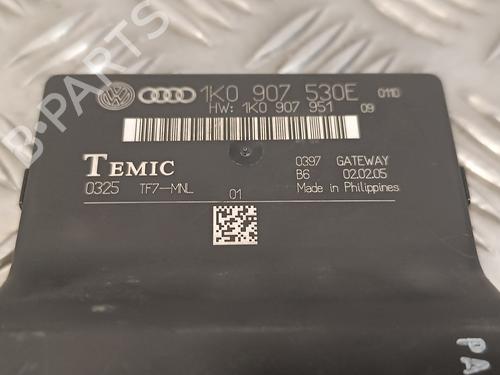 1K0 907 530E 0110
HW: 1K0 907 951 09
TEMIC
0397 GATEWAY
0325 TF7-MNL 01
B6 02.02.05
Made in Philippines
B-PARTS
PA